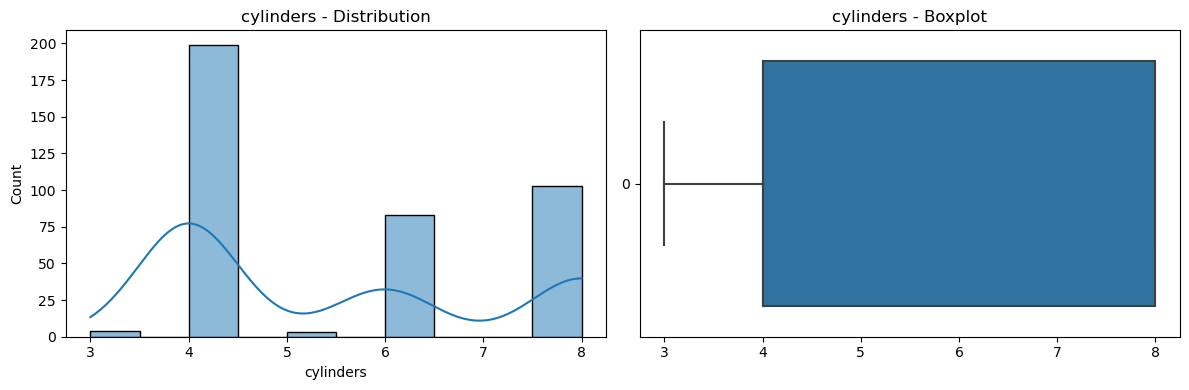 cylinders - Distribution
200
175
150
125
100
75
50
25
0
Count
3 4 5 6 7 8
cylinders
cylinders - Boxplot
0
3 4 5 6 7 8